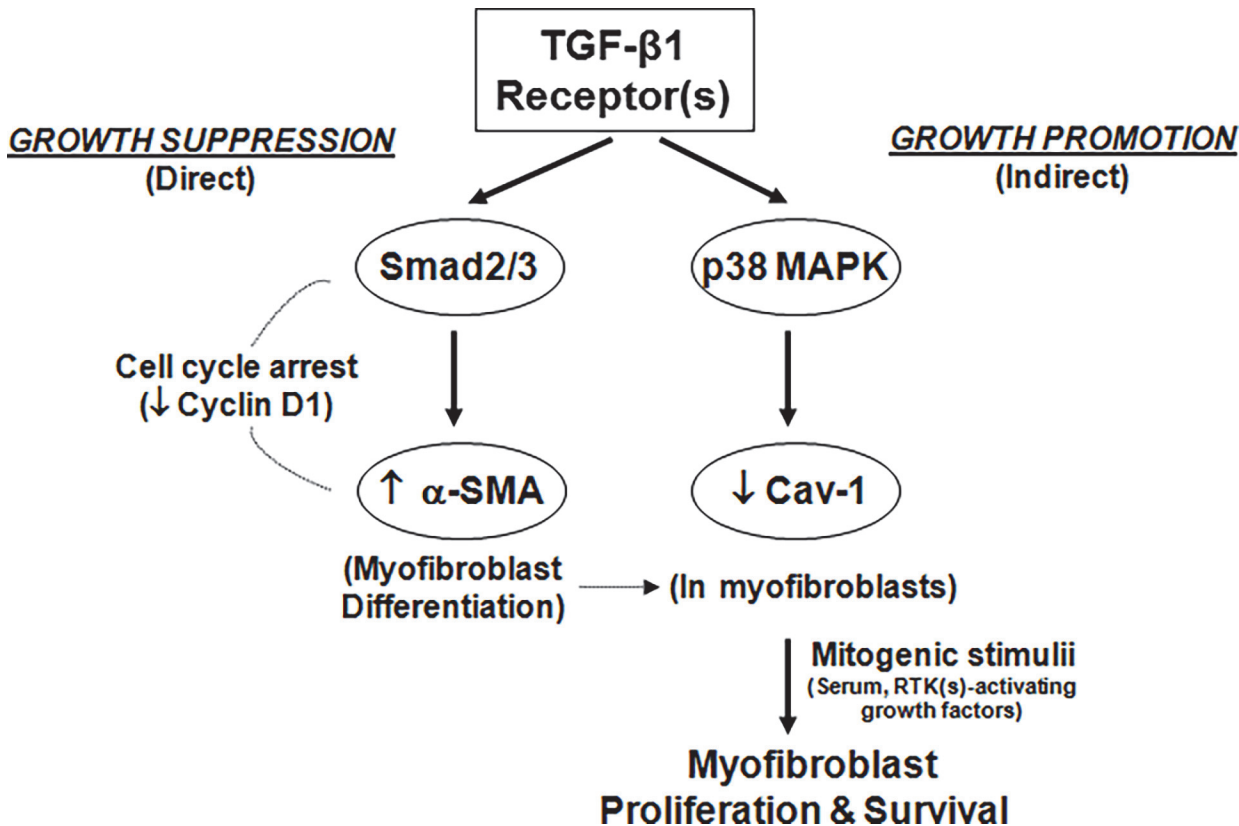 TGF-β1
Receptor(s)
GROWTH SUPPRESSION
(Direct)
GROWTH PROMOTION
(Indirect)
Smad2/3
p38 MAPK
Cell cycle arrest
(↓ Cyclin D1)
↑ α-SMA
↓ Cav-1
(Myofibroblast
Differentiation)
(In myofibroblasts)
Mitogenic stimulii
(Serum, RTK(s)-activating
growth factors)
Myofibroblast
Proliferation & Survival